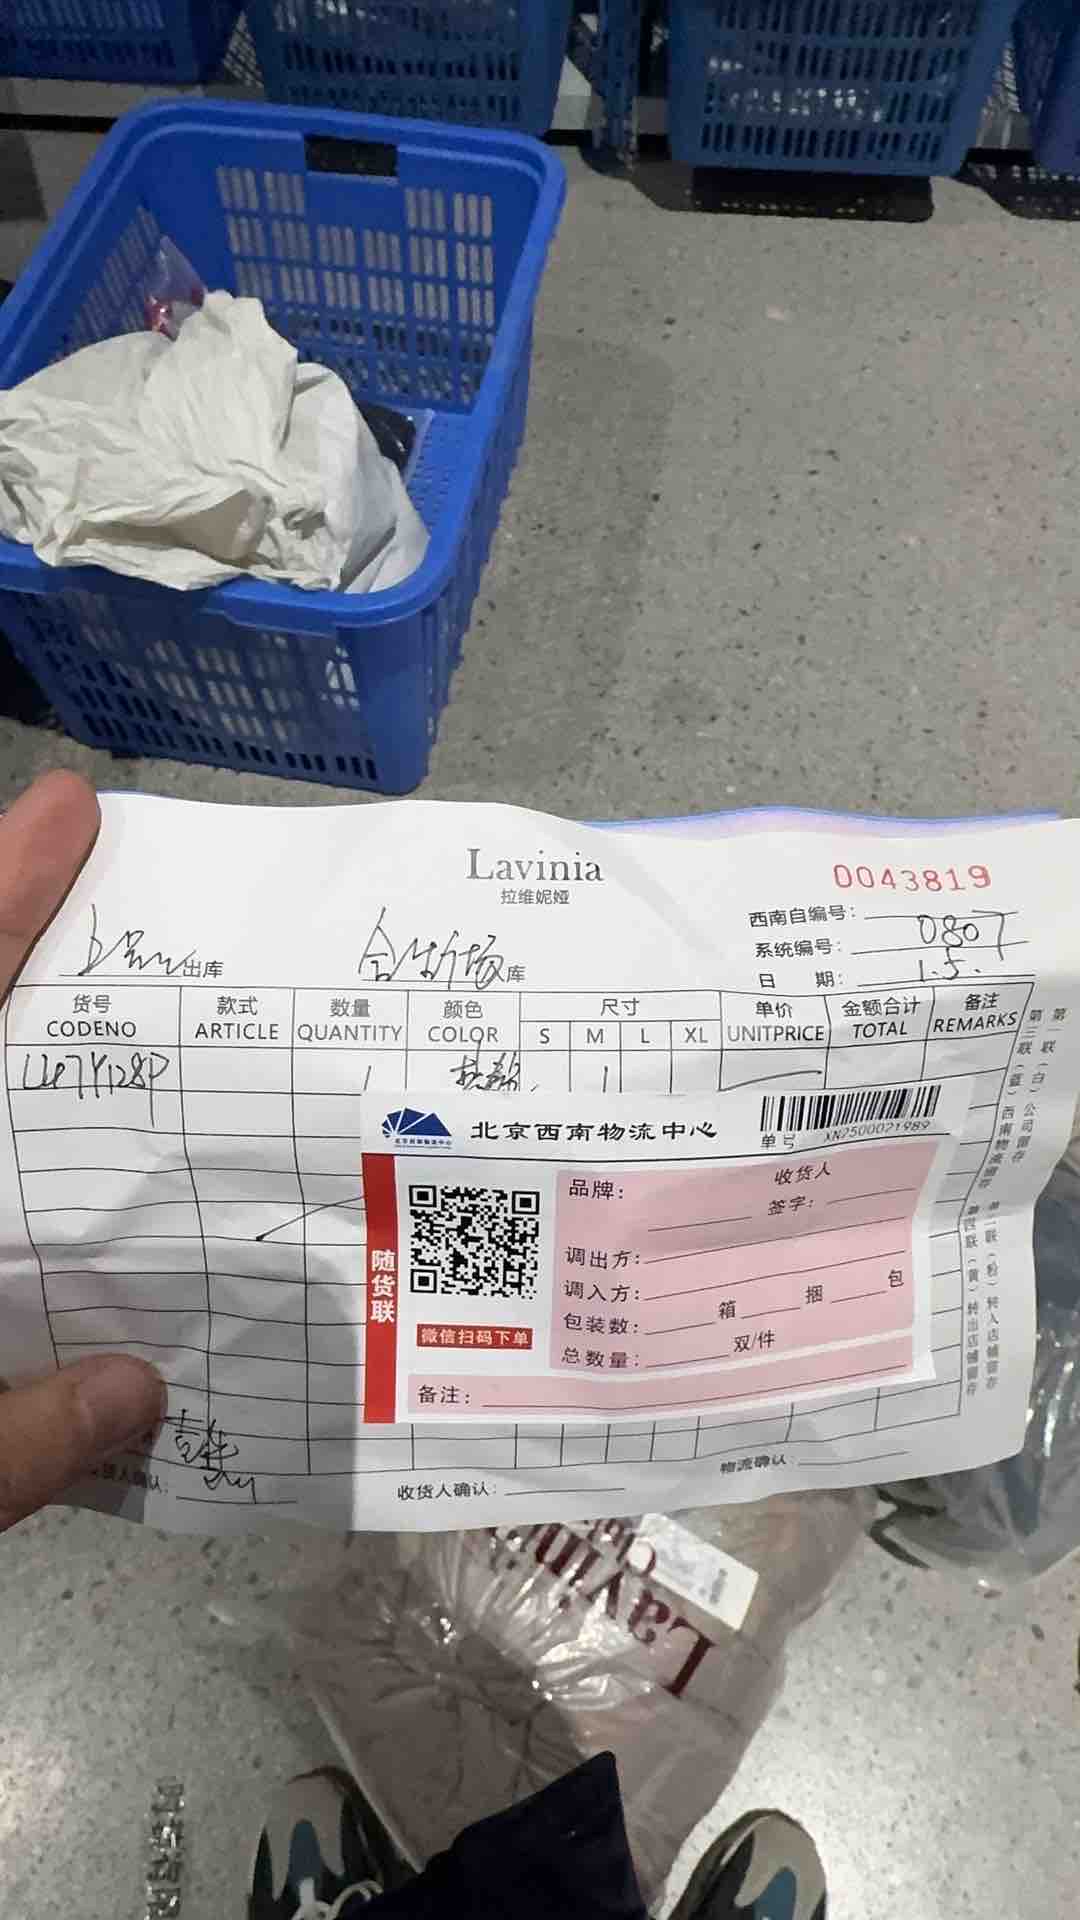 Lavinia
拉维妮娅
0043819
西南自编号：
系统编号： 0807
日 期： 1.5.
出库
库
货号 款式 数量 颜色 尺寸 单价 金额合计 备注
CODENO ARTICLE QUANTITY COLOR S M L XL UNITPRICE TOTAL REMARKS
1 1
第一联（白）公司留存
第二联（粉）转入店铺留存
第三联（蓝）西南物流留存
第四联（黄）转出店铺留存
北京西南物流中心
单号 XN2500021989
随货联
微信扫码下单
品牌：
收货人
签字：
调出方：
调入方：
包装数： 箱 捆 包
总数量： 双/件
备注：
货人确认：
收货人确认：
物流确认：
Lavinia